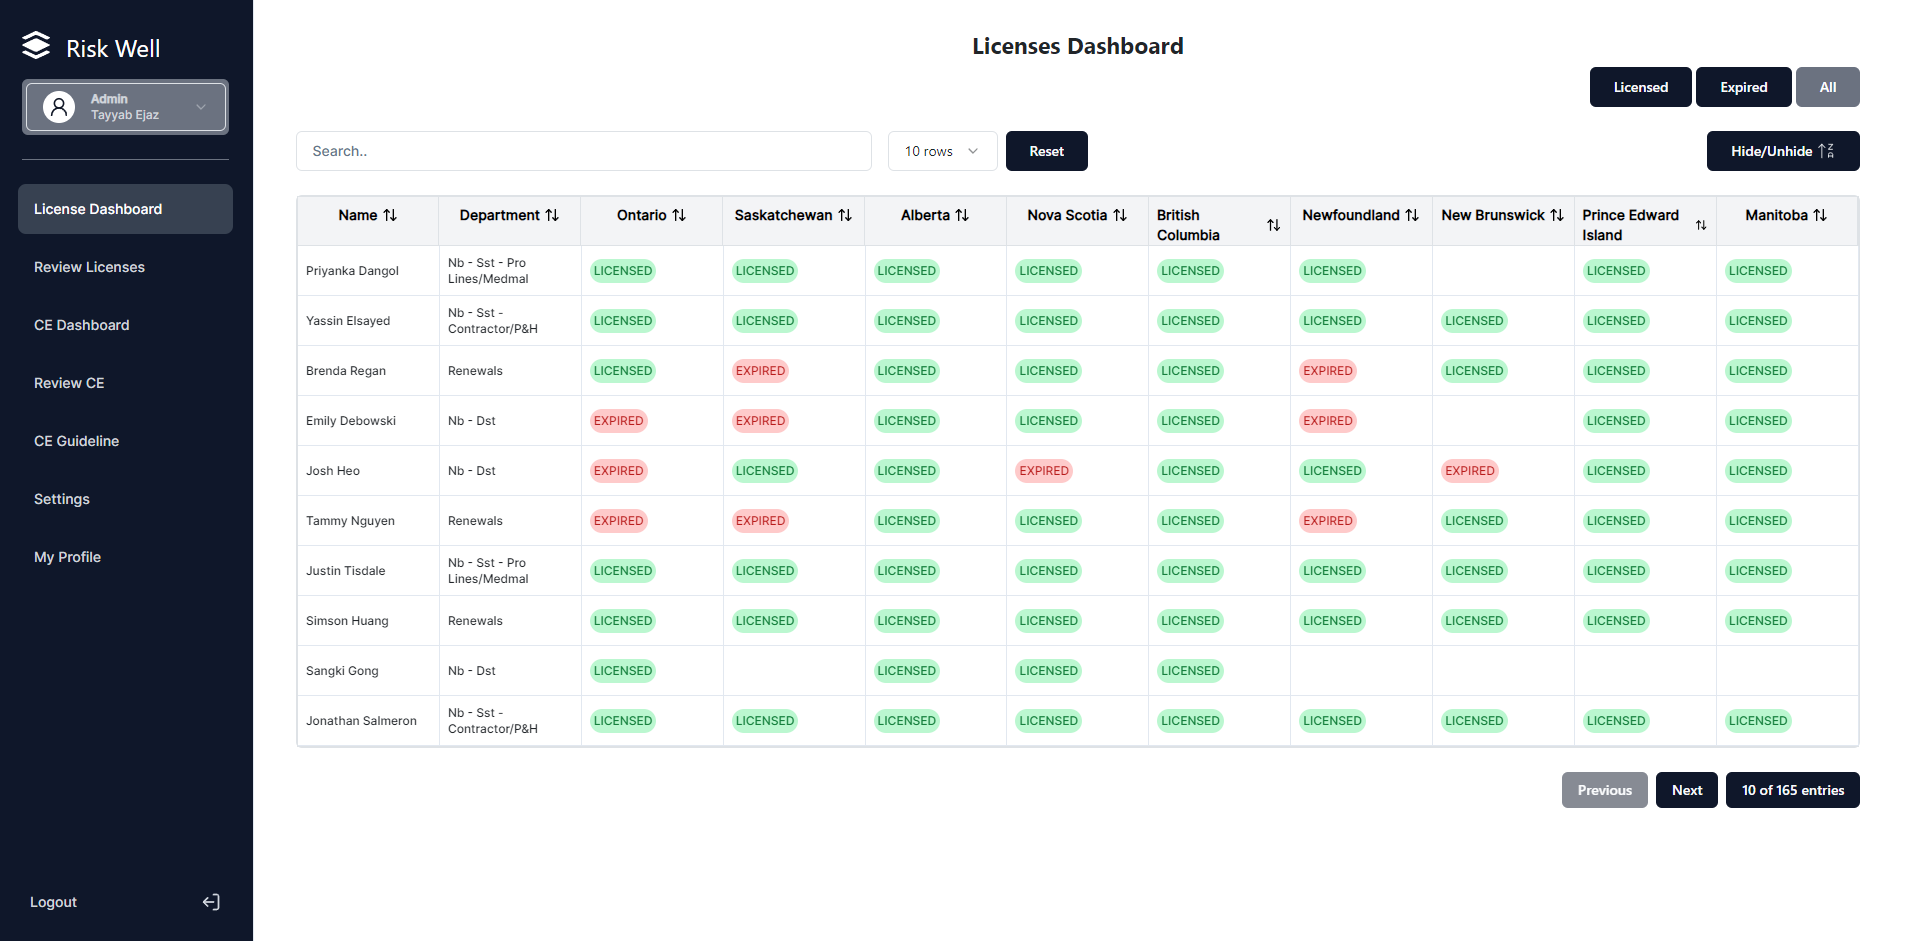 Risk Well
Admin
Tayyab Ejaz
License Dashboard
Review Licenses
CE Dashboard
Review CE
CE Guideline
Settings
My Profile
Logout
Licenses Dashboard
Licensed Expired All
Search.. 10 rows Reset Hide/Unhide
Name Department Ontario Saskatchewan Alberta Nova Scotia British Columbia Newfoundland New Brunswick Prince Edward Island Manitoba
Priyanka Dangol Nb - Sst - Pro Lines/Medmal LICENSED LICENSED LICENSED LICENSED LICENSED LICENSED LICENSED LICENSED
Yassin Elsayed Nb - Sst - Contractor/P&H LICENSED LICENSED LICENSED LICENSED LICENSED LICENSED LICENSED LICENSED LICENSED
Brenda Regan Renewals LICENSED EXPIRED LICENSED LICENSED LICENSED EXPIRED LICENSED LICENSED LICENSED
Emily Debowski Nb - Dst EXPIRED EXPIRED LICENSED LICENSED LICENSED EXPIRED LICENSED LICENSED
Josh Heo Nb - Dst EXPIRED LICENSED LICENSED EXPIRED LICENSED LICENSED EXPIRED LICENSED LICENSED
Tammy Nguyen Renewals EXPIRED EXPIRED LICENSED LICENSED LICENSED EXPIRED LICENSED LICENSED LICENSED
Justin Tisdale Nb - Sst - Pro Lines/Medmal LICENSED LICENSED LICENSED LICENSED LICENSED LICENSED LICENSED LICENSED LICENSED
Simson Huang Renewals LICENSED LICENSED LICENSED LICENSED LICENSED LICENSED LICENSED LICENSED LICENSED
Sangki Gong Nb - Dst LICENSED LICENSED LICENSED LICENSED
Jonathan Salmeron Nb - Sst - Contractor/P&H LICENSED LICENSED LICENSED LICENSED LICENSED LICENSED LICENSED LICENSED LICENSED
Previous Next 10 of 165 entries